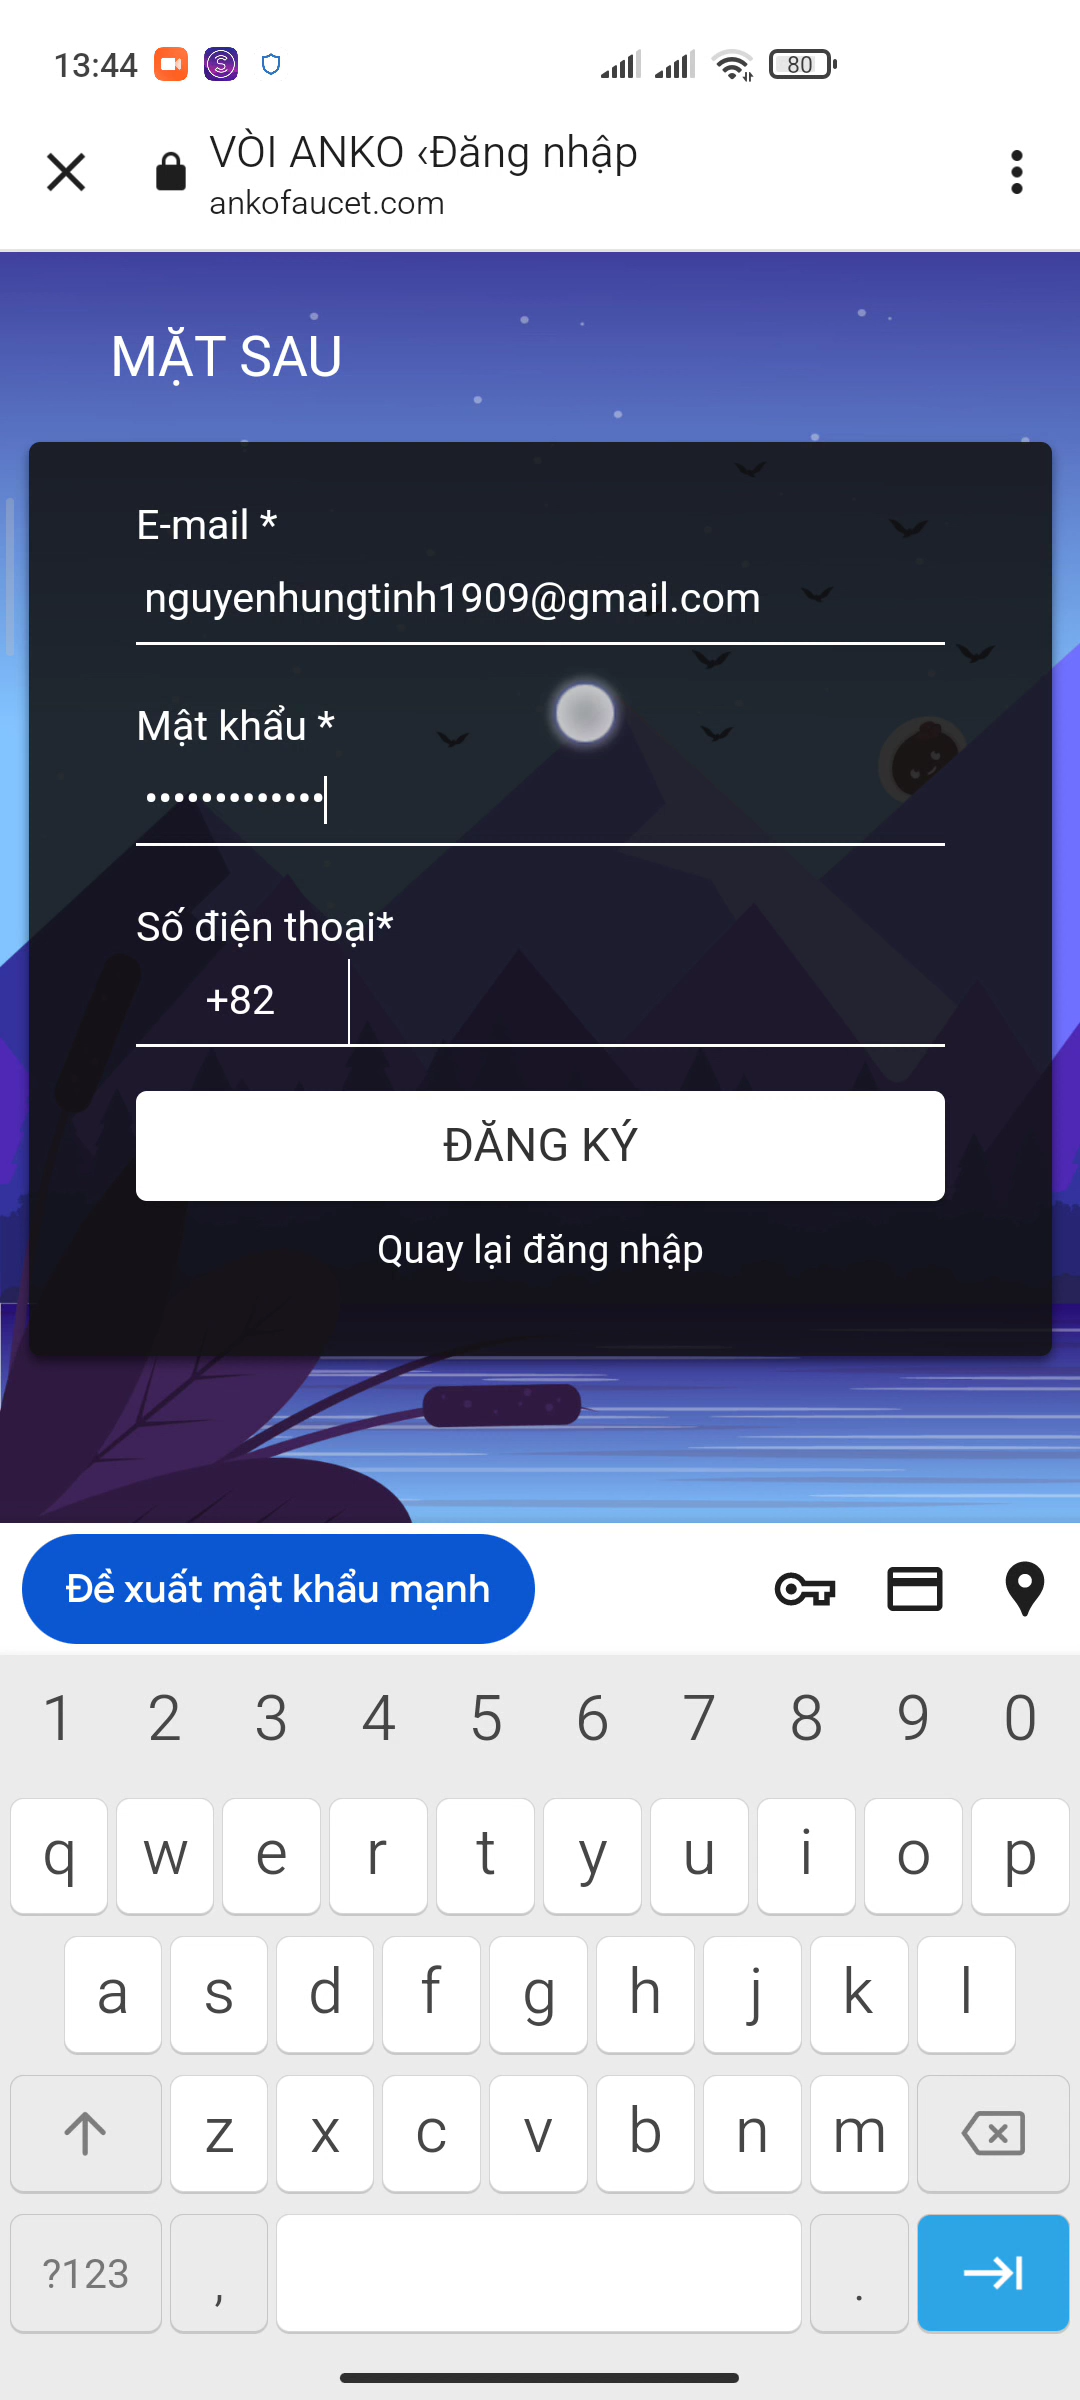 13:44
80
VÒI ANKO ‹Đăng nhập
ankofaucet.com
MẶT SAU
E-mail *
nguyenhungtinh1909@gmail.com
Mật khẩu *
•••••••••••••
Số điện thoại*
+82
ĐĂNG KÝ
Quay lại đăng nhập
Đề xuất mật khẩu mạnh
1 2 3 4 5 6 7 8 9 0
q w e r t y u i o p
a s d f g h j k l
z x c v b n m
?123 , .